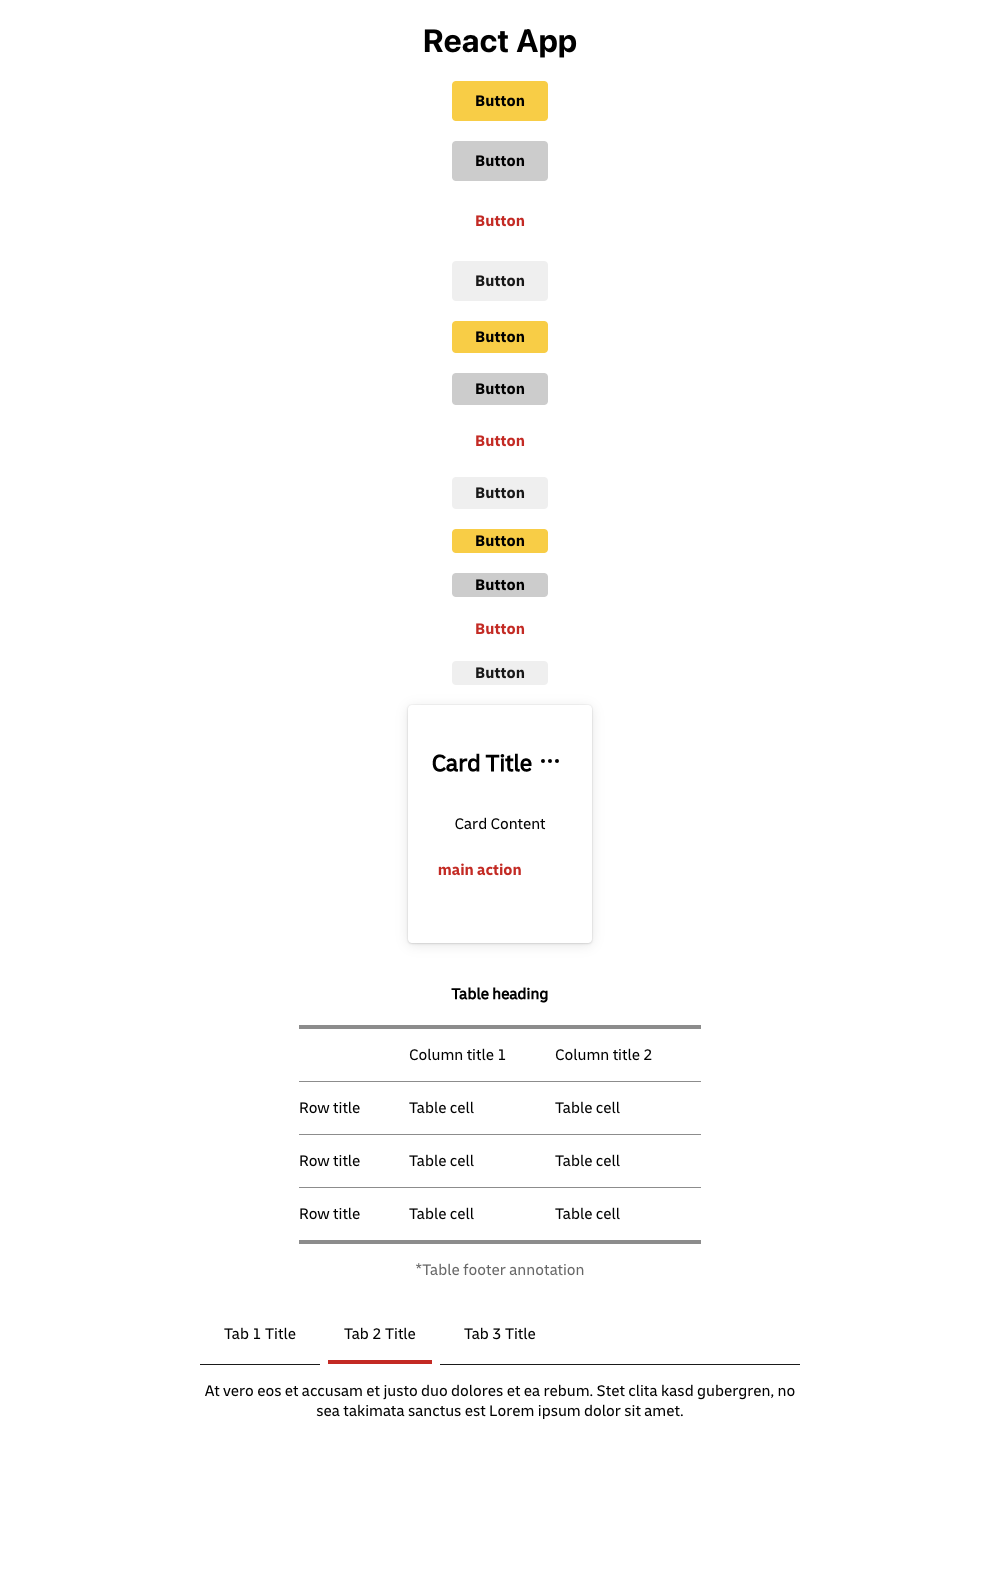 React App
Button
Button
Button
Button
Button
Button
Button
Button
Button
Button
Button
Button
Card Title ...
Card Content
main action
Table heading
Column title 1 Column title 2
Row title Table cell Table cell
Row title Table cell Table cell
Row title Table cell Table cell
*Table footer annotation
Tab 1 Title Tab 2 Title Tab 3 Title
At vero eos et accusam et justo duo dolores et ea rebum. Stet clita kasd gubergren, no
sea takimata sanctus est Lorem ipsum dolor sit amet.